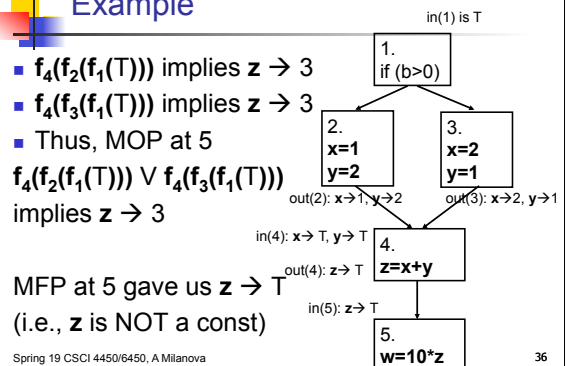 Example
f4(f2(f1(T))) implies z → 3
f4(f3(f1(T))) implies z → 3
Thus, MOP at 5
f4(f2(f1(T))) V f4(f3(f1(T)))
implies z → 3
MFP at 5 gave us z → T
(i.e., z is NOT a const)
in(1) is T
1.
if (b>0)
2.
x=1
y=2
3.
x=2
y=1
out(2): x→1, y→2
out(3): x→2, y→1
in(4): x→ T, y→ T
4.
z=x+y
out(4): z→ T
in(5): z→ T
5.
w=10*z
Spring 19 CSCI 4450/6450, A Milanova
36